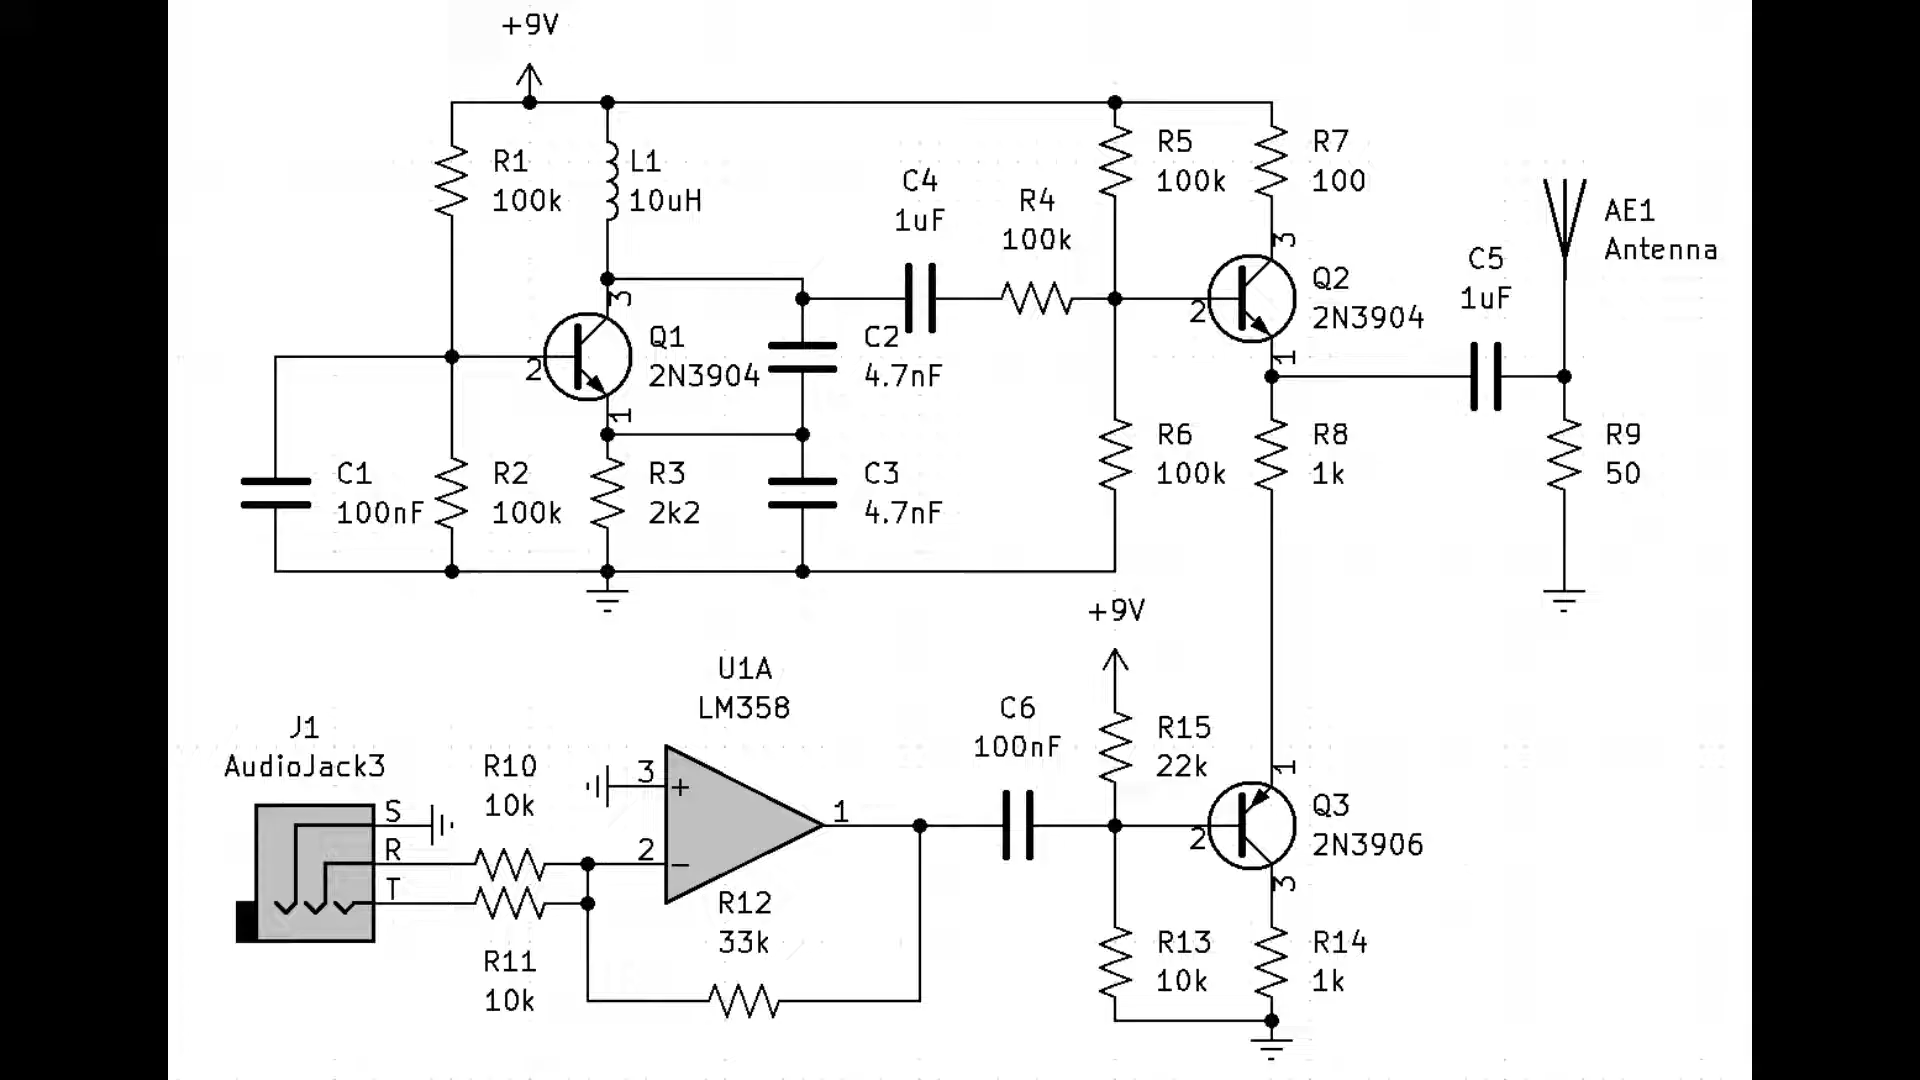 +9V
R1
100k
L1
10uH
C4
1uF
R4
100k
R5
100k
R7
100
AE1
Antenna
3
Q1
2N3904
2
1
C2
4.7nF
3
Q2
2N3904
2
1
C5
1uF
C1
100nF
R2
100k
R3
2k2
C3
4.7nF
R6
100k
R8
1k
R9
50
+9V
U1A
LM358
J1
AudioJack3
S
R
T
R10
10k
R11
10k
3
+
2
-
1
R12
33k
C6
100nF
R15
22k
1
Q3
2N3906
2
3
R13
10k
R14
1k